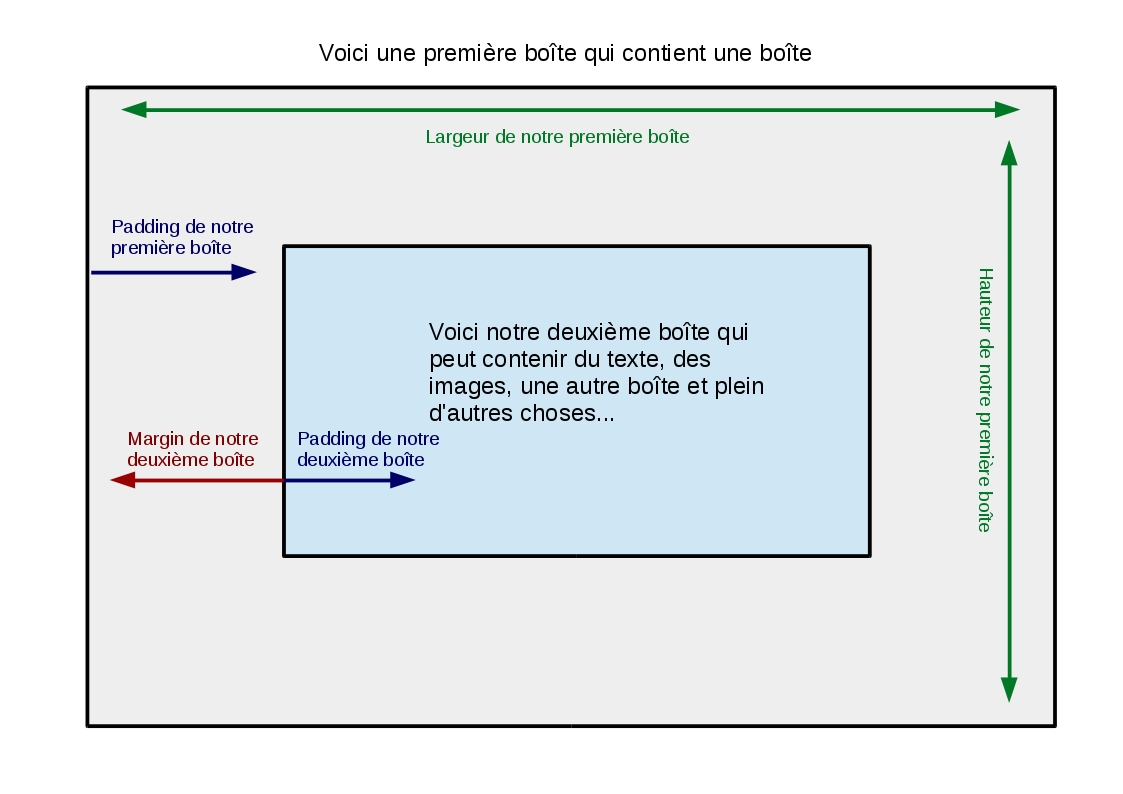 Voici une première boîte qui contient une boîte
Largeur de notre première boîte
Padding de notre
première boîte
Hauteur de notre première boîte
Voici notre deuxième boîte qui
peut contenir du texte, des
images, une autre boîte et plein
d'autres choses...
Margin de notre
deuxième boîte
Padding de notre
deuxième boîte